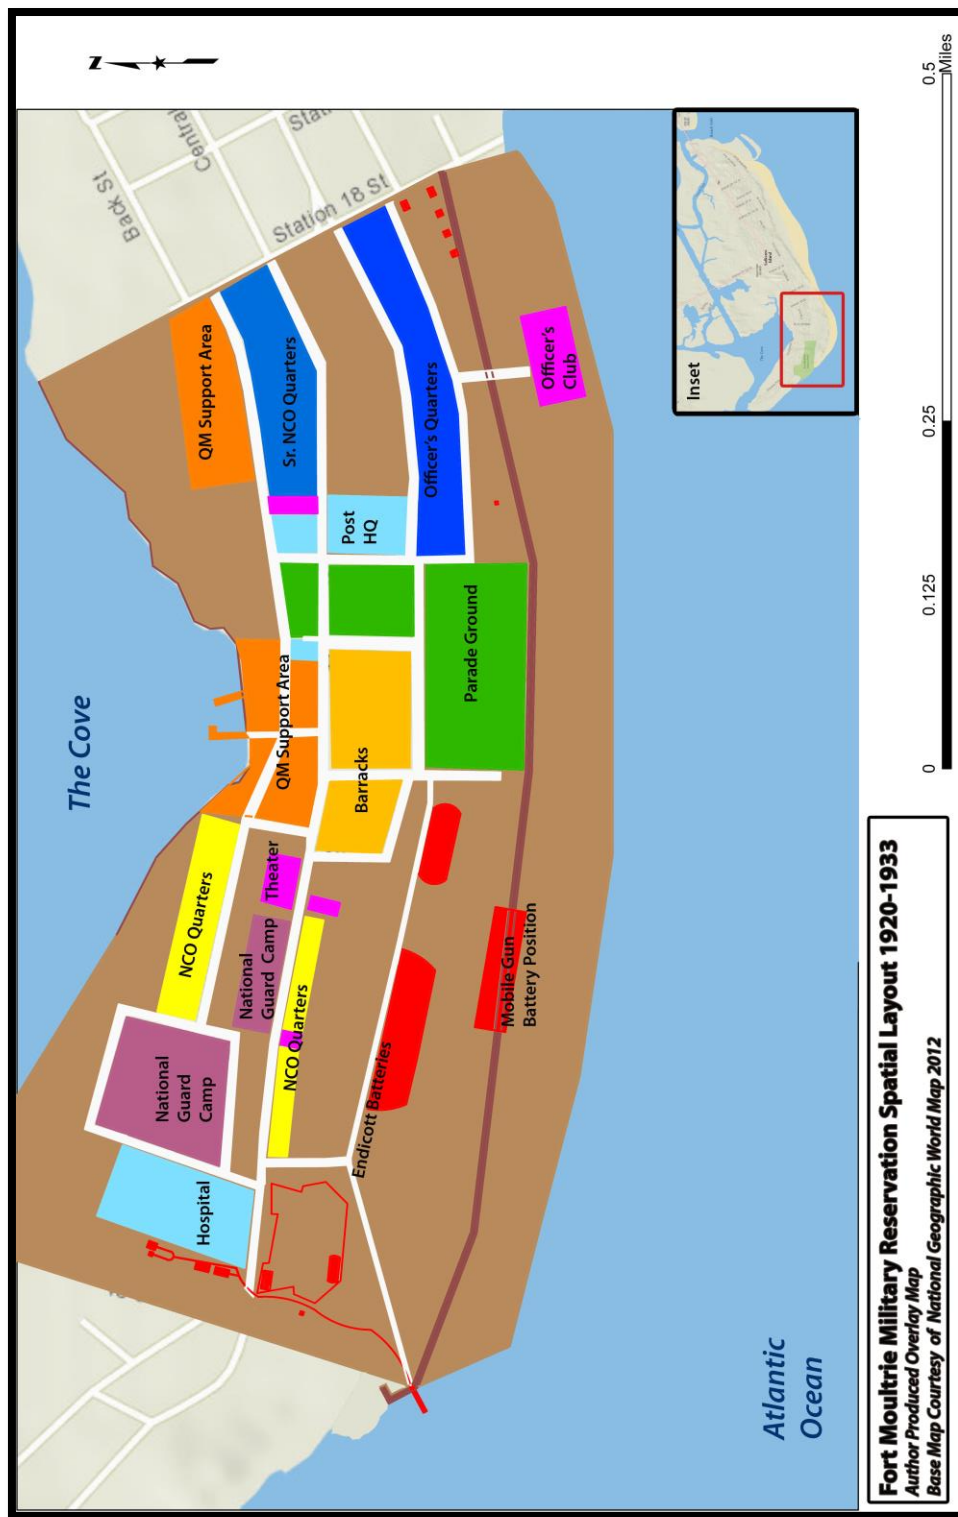 N
The Cove
Back St
Central
Station 18 St
Stati
National
Guard
Camp
Hospital
NCO Quarters
QM Support Area
National
Guard Camp
Theater
QM Support Area
Sr. NCO Quarters
NCO Quarters
Barracks
Post
HQ
Endicott Batteries
Officer's Quarters
Parade Ground
Mobile Gun
Battery Position
Officer's
Club
Atlantic
Ocean
Inset
Fort Moultrie Military Reservation Spatial Layout 1920-1933
Author Produced Overlay Map
Base Map Courtesy of National Geographic World Map 2012
0
0.125
0.25
0.5
Miles